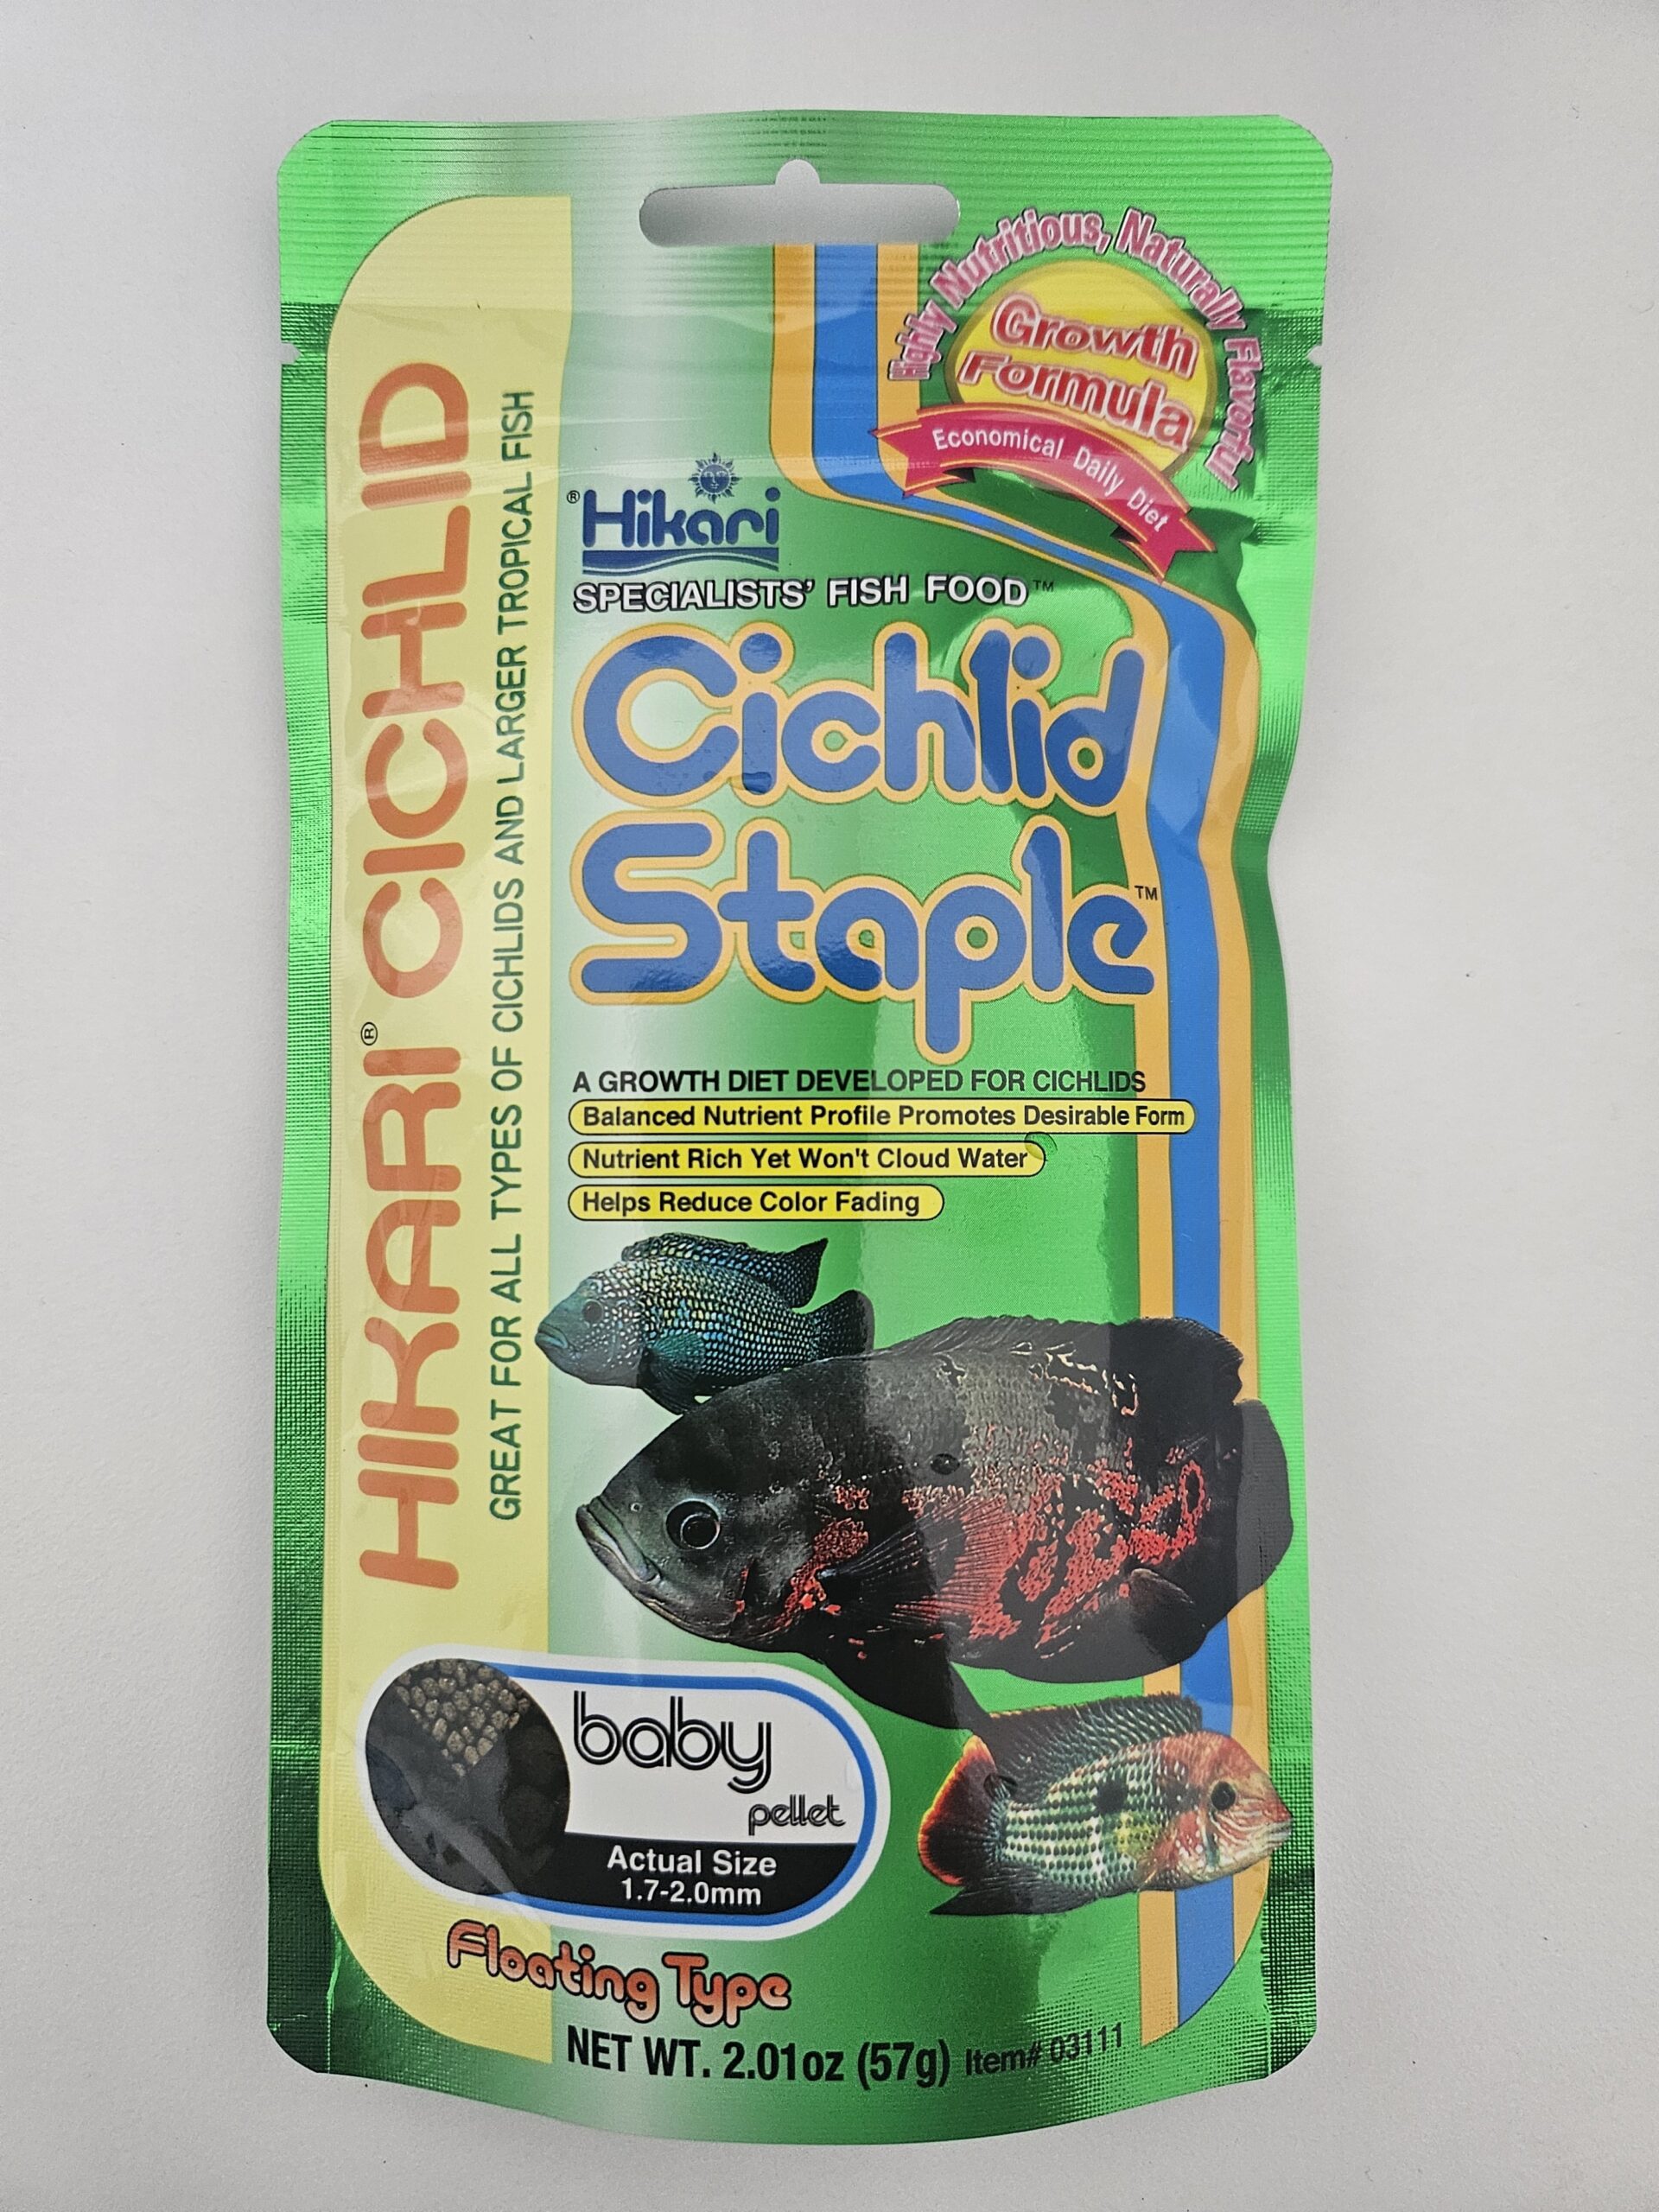 Highly Nutritious, Naturally Flavorful
Growth
Formula
Economical Daily Diet
HIKARI® CICHLID
GREAT FOR ALL TYPES OF CICHLIDS AND LARGER TROPICAL FISH
®Hikari
SPECIALISTS' FISH FOOD™
Cichlid
Staple™
A GROWTH DIET DEVELOPED FOR CICHLIDS
Balanced Nutrient Profile Promotes Desirable Form
Nutrient Rich Yet Won't Cloud Water
Helps Reduce Color Fading
baby
pellet
Actual Size
1.7-2.0mm
Floating Type
NET WT. 2.01oz (57g) Item# 03111